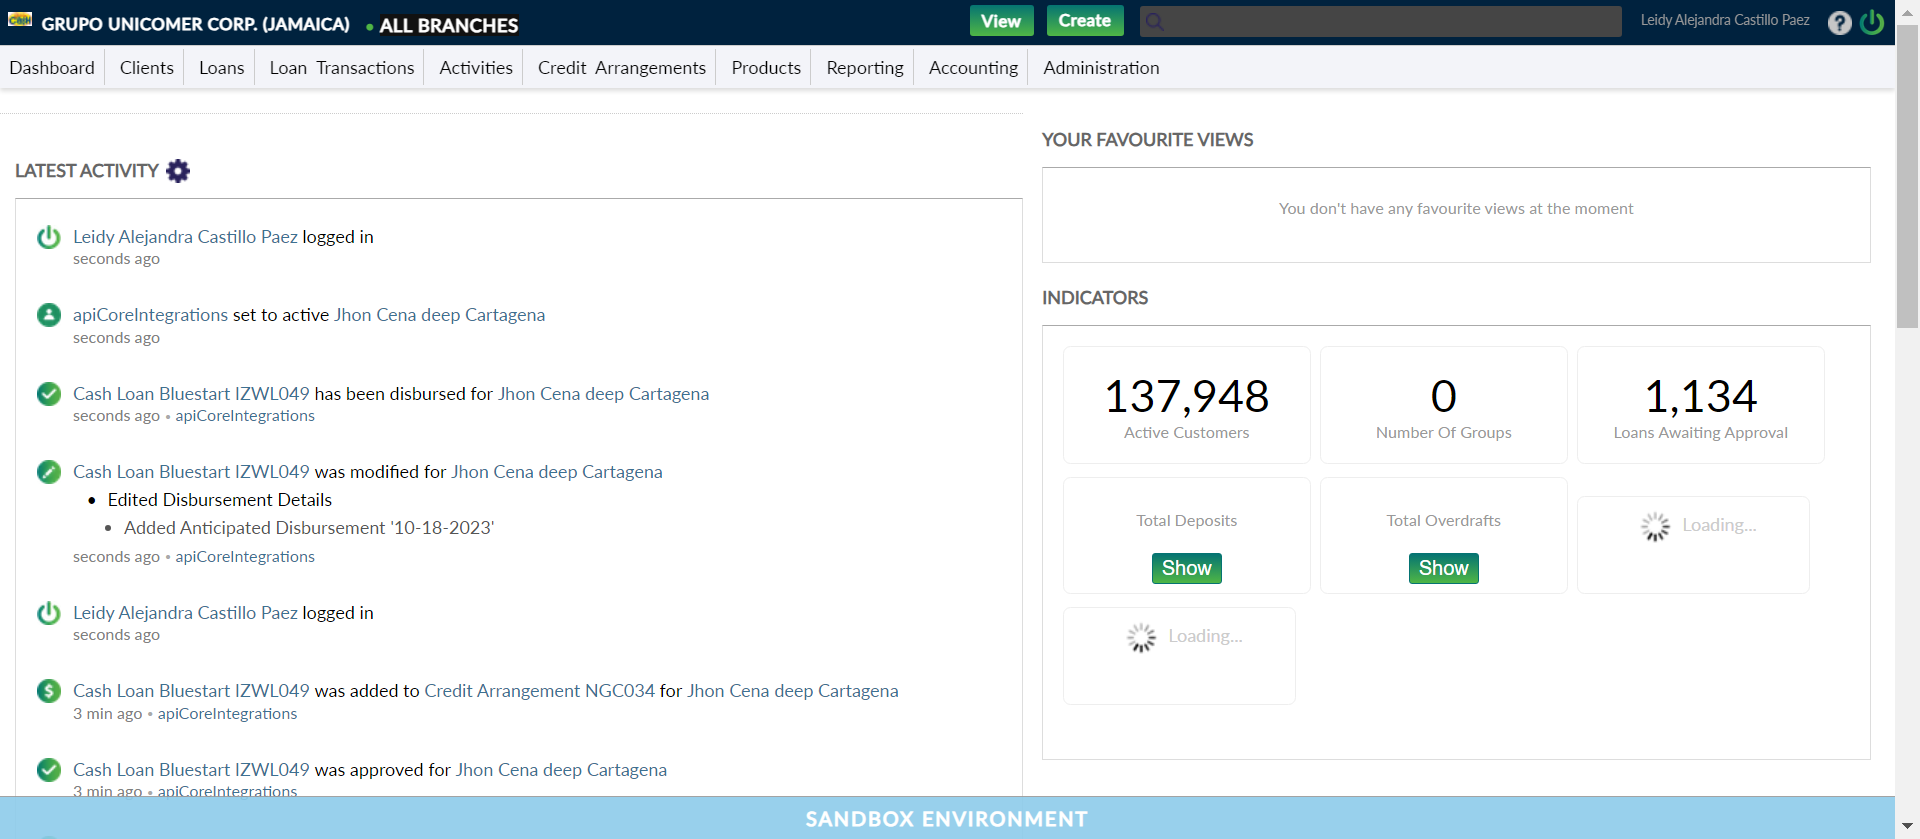 GRUPO UNICOMER CORP. (JAMAICA) • ALL BRANCHES
View
Create
Leidy Alejandra Castillo Paez
?
Dashboard
Clients
Loans
Loan Transactions
Activities
Credit Arrangements
Products
Reporting
Accounting
Administration
LATEST ACTIVITY
Leidy Alejandra Castillo Paez logged in
seconds ago
apiCoreIntegrations set to active Jhon Cena deep Cartagena
seconds ago
Cash Loan Bluestart IZWL049 has been disbursed for Jhon Cena deep Cartagena
seconds ago • apiCoreIntegrations
Cash Loan Bluestart IZWL049 was modified for Jhon Cena deep Cartagena
• Edited Disbursement Details
• Added Anticipated Disbursement '10-18-2023'
seconds ago • apiCoreIntegrations
Leidy Alejandra Castillo Paez logged in
seconds ago
Cash Loan Bluestart IZWL049 was added to Credit Arrangement NGC034 for Jhon Cena deep Cartagena
3 min ago • apiCoreIntegrations
Cash Loan Bluestart IZWL049 was approved for Jhon Cena deep Cartagena
3 min ago • apiCoreIntegrations
YOUR FAVOURITE VIEWS
You don't have any favourite views at the moment
INDICATORS
137,948
Active Customers
0
Number Of Groups
1,134
Loans Awaiting Approval
Total Deposits
Show
Total Overdrafts
Show
Loading...
Loading...
SANDBOX ENVIRONMENT